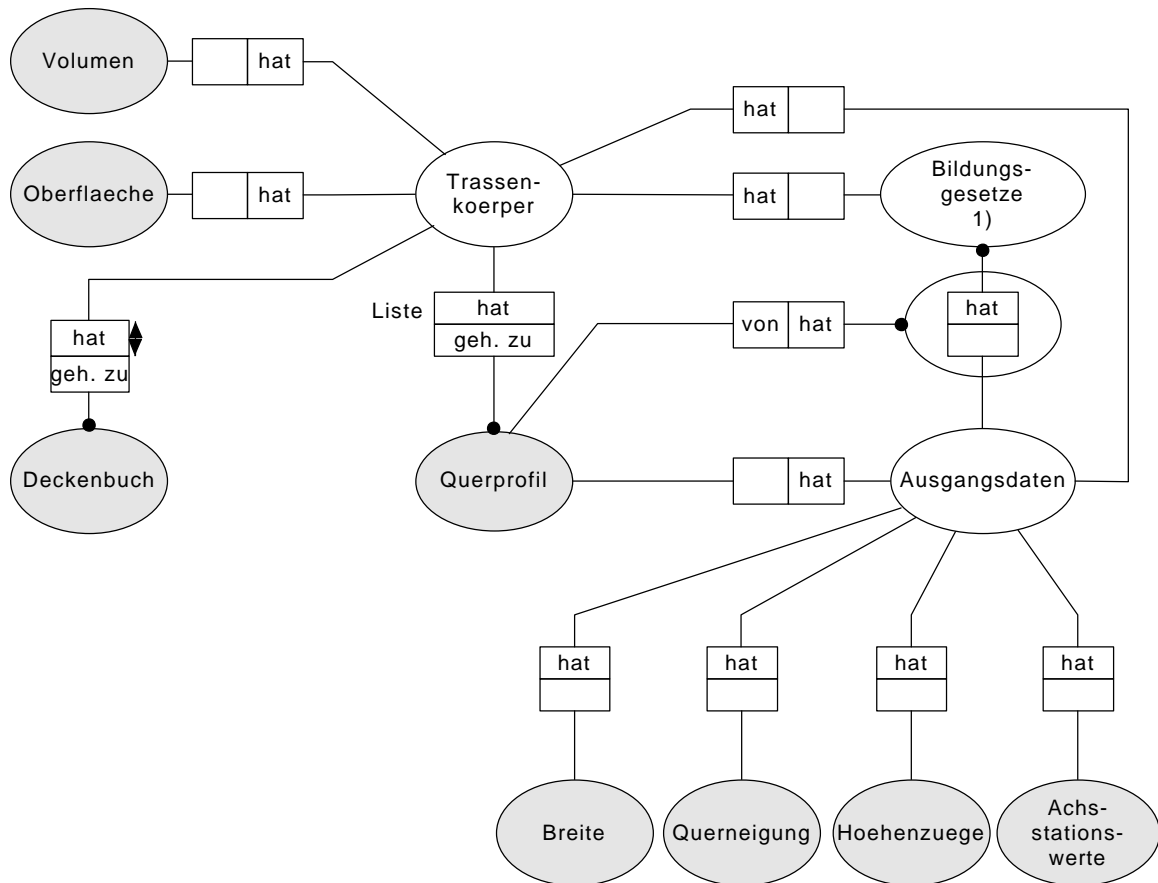 Volumen
hat
hat
Oberflaeche
hat
Trassen-
koerper
hat
Bildungs-
gesetze
1)
Liste
hat
geh. zu
von
hat
hat
hat
geh. zu
Deckenbuch
Querprofil
hat
Ausgangsdaten
hat
hat
hat
hat
Breite
Querneigung
Hoehenzuege
Achs-
stations-
werte